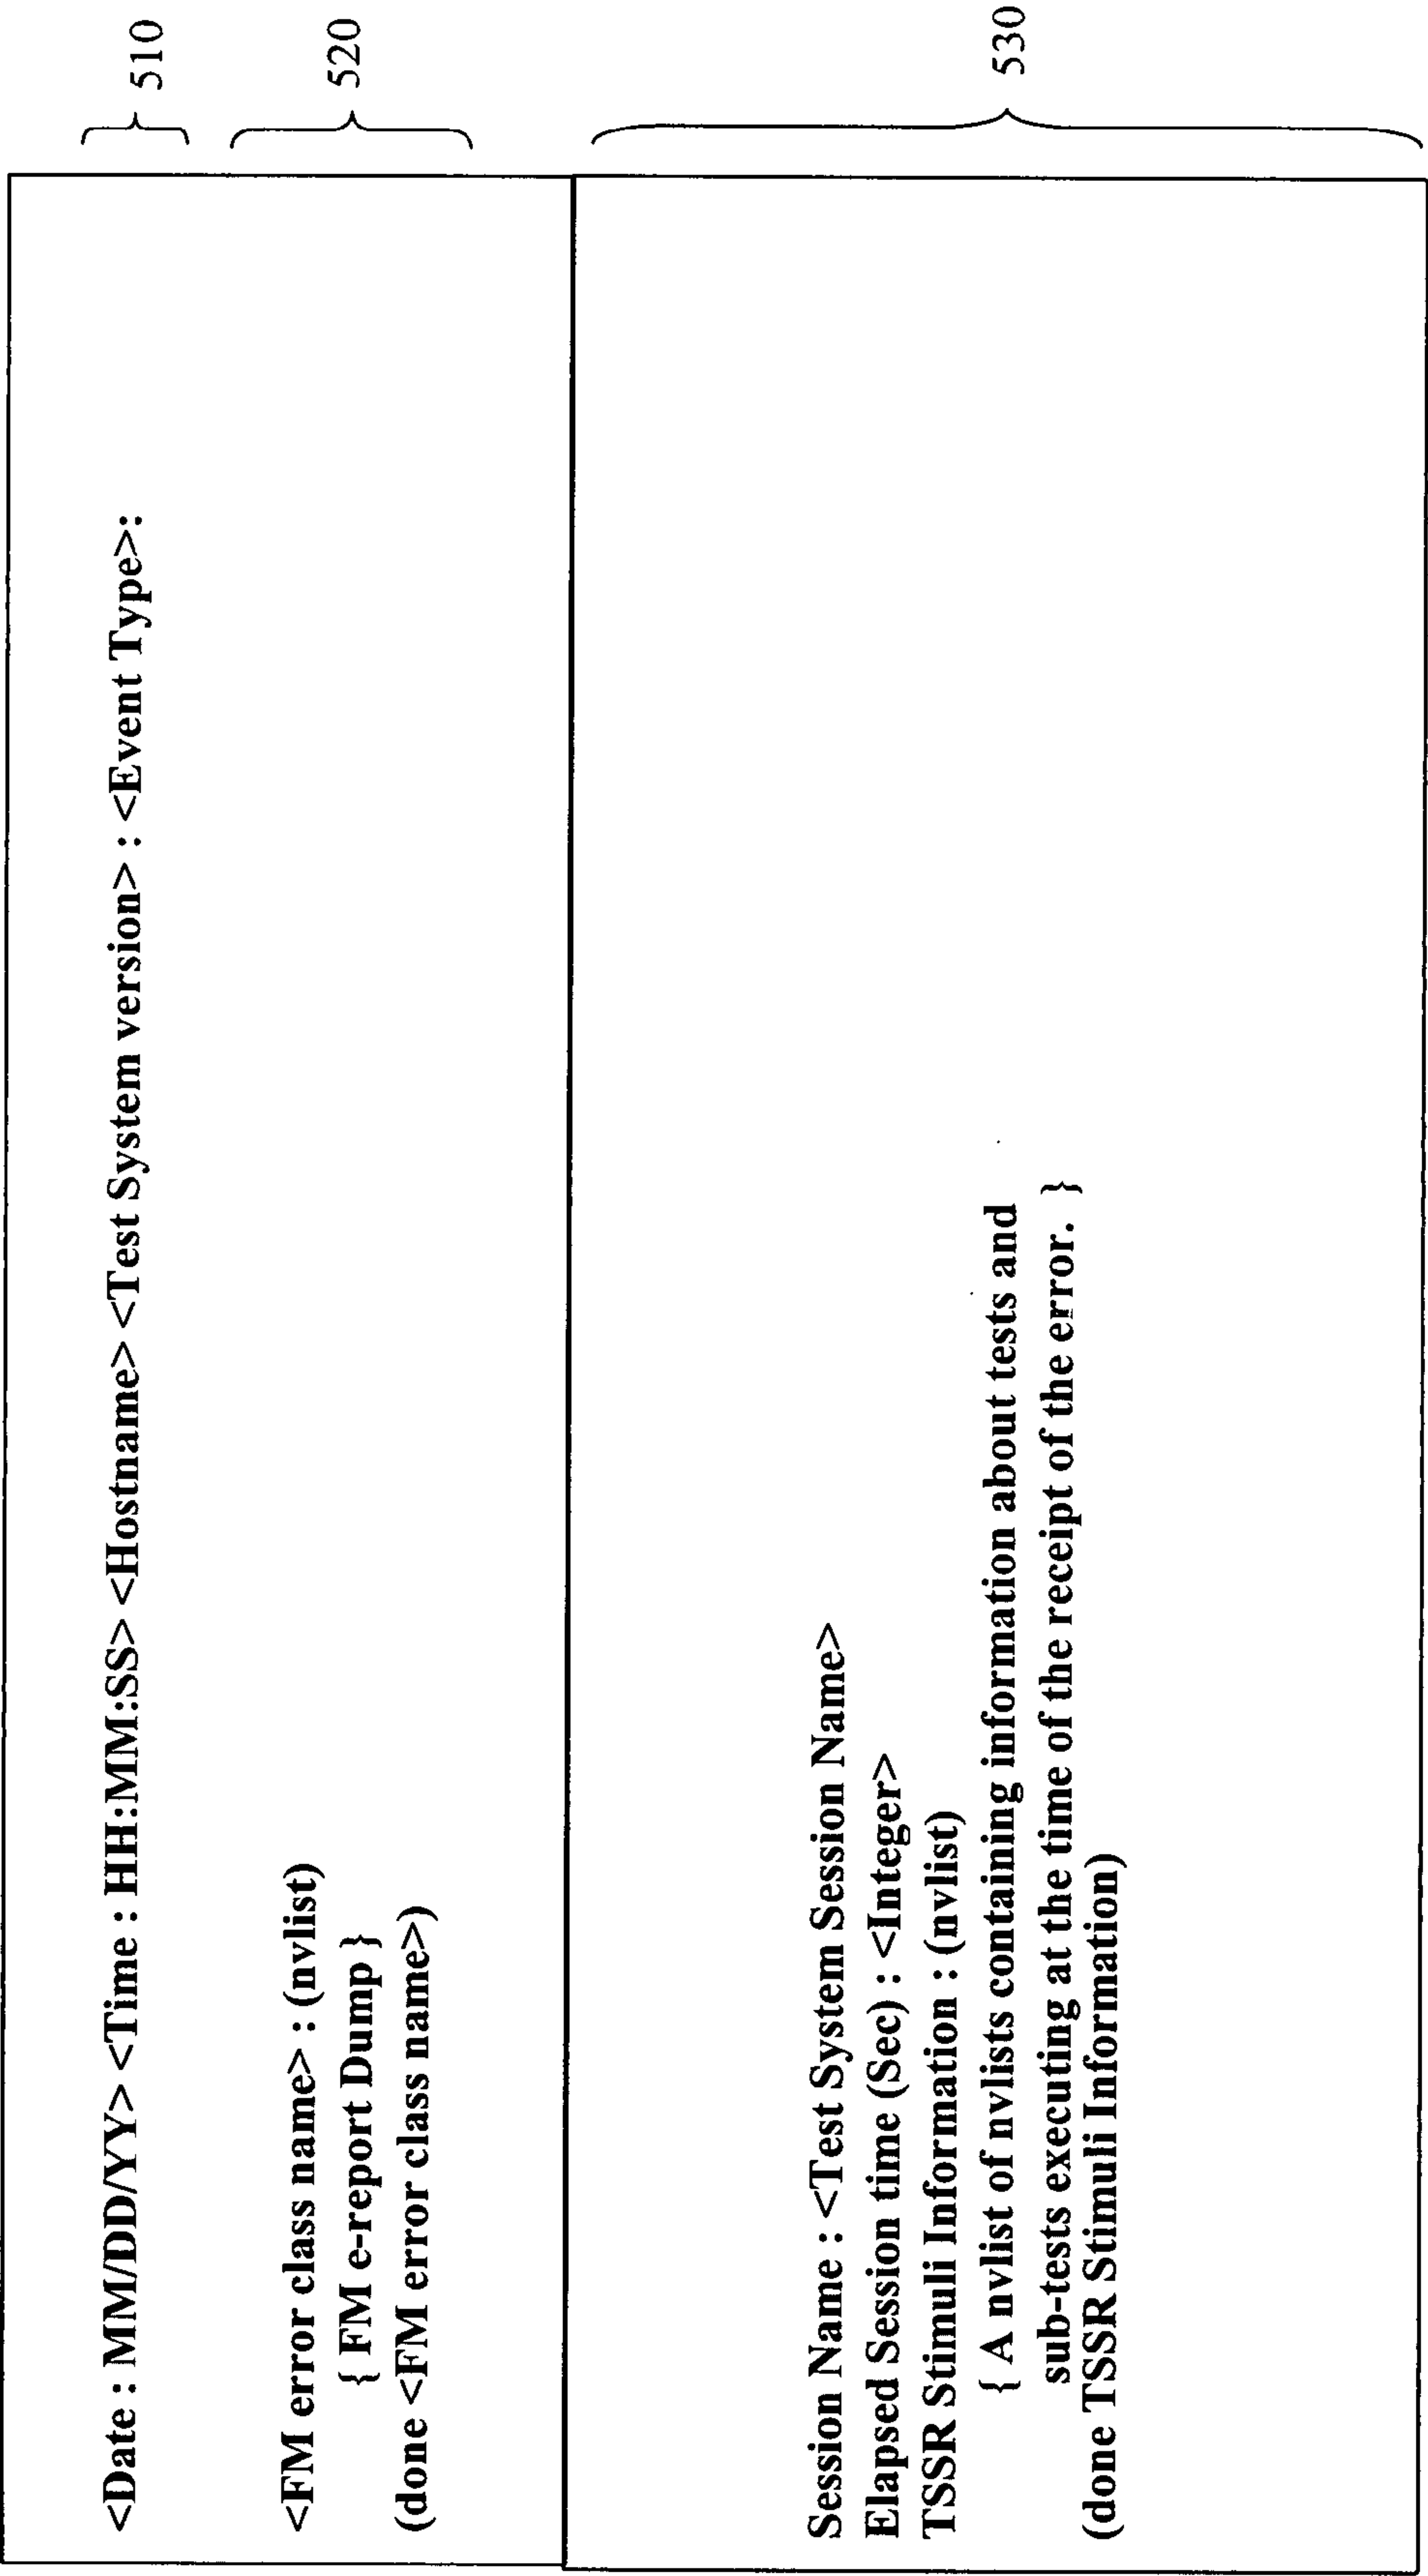 <Date : MM/DD/YY> <Time : HH:MM:SS> <Hostname> <Test System version> : <Event Type>:
510
<FM error class name> : (nvlist)
{ FM e-report Dump }
(done <FM error class name>)
520
Session Name : <Test System Session Name>
Elapsed Session time (Sec) : <Integer>
TSSR Stimuli Information : (nvlist)
{ A nvlist of nvlists containing information about tests and
sub-tests executing at the time of the receipt of the error. }
(done TSSR Stimuli Information)
530